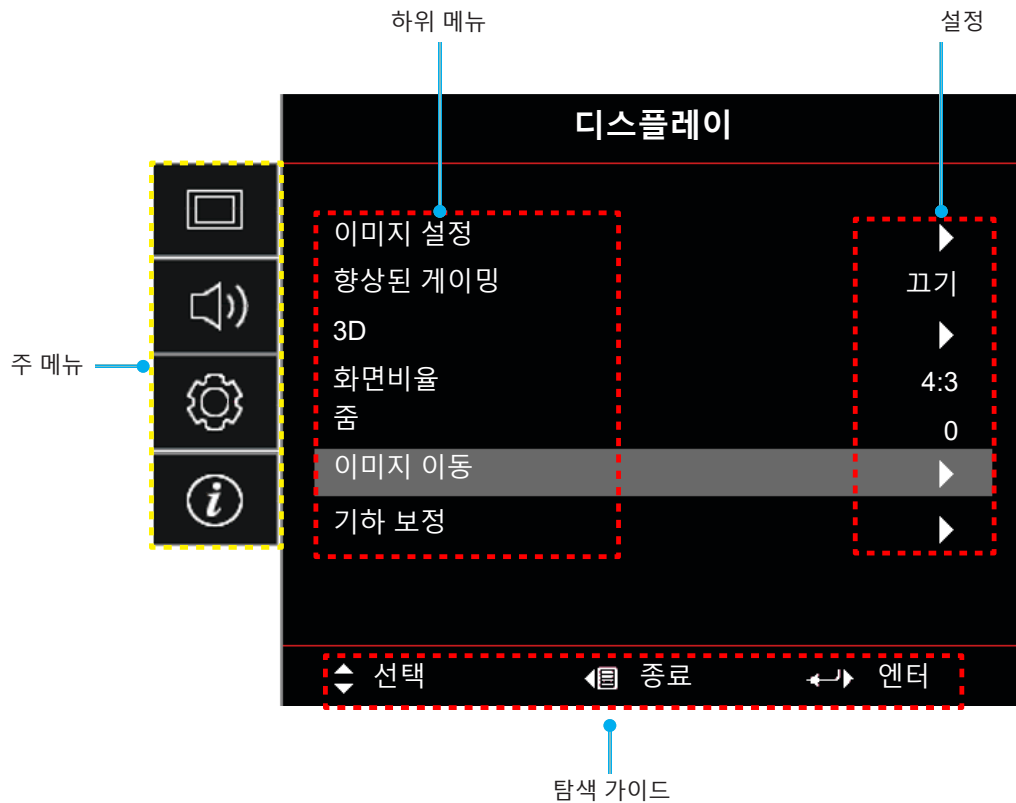 하위 메뉴 설정
디스플레이
이미지 설정
향상된 게이밍 끄기
3D
주 메뉴
화면비율 4:3
줌 0
이미지 이동
i
기하 보정
선택 종료 엔터
탐색 가이드